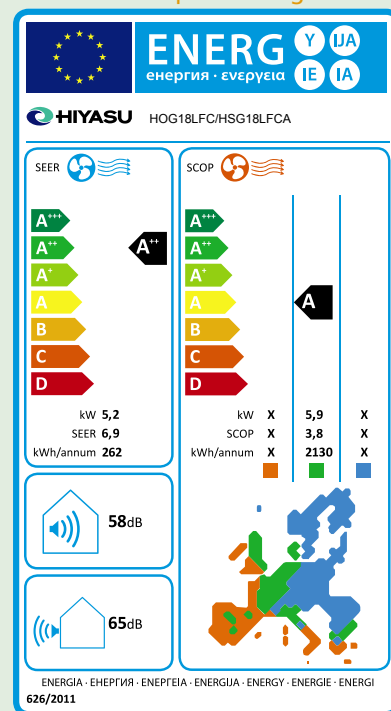 ENERG
енергия · ενεργεια
Y IJA
IE IA
HIYASU HOG18LFC/HSG18LFCA
SEER
A+++
A++
A+
A
B
C
D
A++
kW 5,2
SEER 6,9
kWh/annum 262
SCOP
A+++
A++
A+
A
B
C
D
A
kW X 5,9 X
SCOP X 3,8 X
kWh/annum X 2130 X
58dB
65dB
ENERGIA · ЕНЕРГИЯ · ΕΝΕΡΓΕΙΑ · ENERGIJA · ENERGY · ENERGIE · ENERGI
626/2011